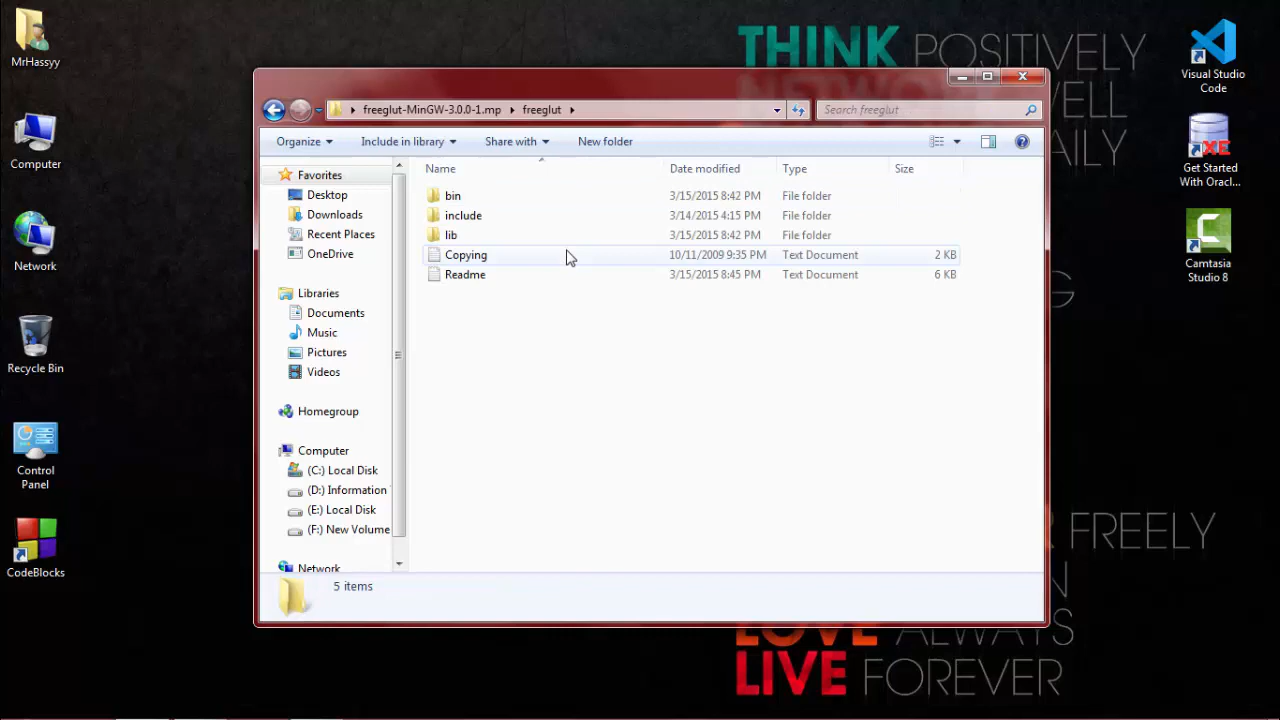 MrHassyy
Computer
Network
Recycle Bin
Control
Panel
CodeBlocks
THINK POSITIVELY
NETWORK WELL
DAILY
FREELY
LOVE ALWAYS
LIVE FOREVER
Visual Studio
Code
XE
Get Started
With Oracl...
Camtasia
Studio 8
freeglut-MinGW-3.0.0-1.mp
freeglut
Search freeglut
Organize
Include in library
Share with
New folder
Name Date modified Type Size
bin 3/15/2015 8:42 PM File folder
include 3/14/2015 4:15 PM File folder
lib 3/15/2015 8:42 PM File folder
Copying 10/11/2009 9:35 PM Text Document 2 KB
Readme 3/15/2015 8:45 PM Text Document 6 KB
Favorites
Desktop
Downloads
Recent Places
OneDrive
Libraries
Documents
Music
Pictures
Videos
Homegroup
Computer
(C:) Local Disk
(D:) Information
(E:) Local Disk
(F:) New Volume
Network
5 items